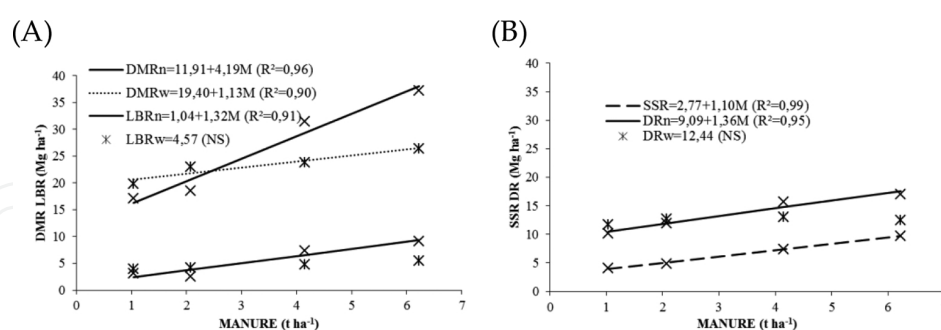 (A)
DMRn=11,91+4,19M (R²=0,96)
DMRw=19,40+1,13M (R²=0,90)
LBRn=1,04+1,32M (R²=0,91)
LBRw=4,57 (NS)
40
35
30
25
20
15
10
5
0
DMR LBR (Mg ha⁻¹)
0 1 2 3 4 5 6 7
MANURE (t ha⁻¹)
(B)
SSR=2,77+1,10M (R²=0,99)
DRn=9,09+1,36M (R²=0,95)
DRw=12,44 (NS)
40
35
30
25
20
15
10
5
0
SSR DR (Mg ha⁻¹)
0 1 2 3 4 5 6
MANURE (t ha⁻¹)